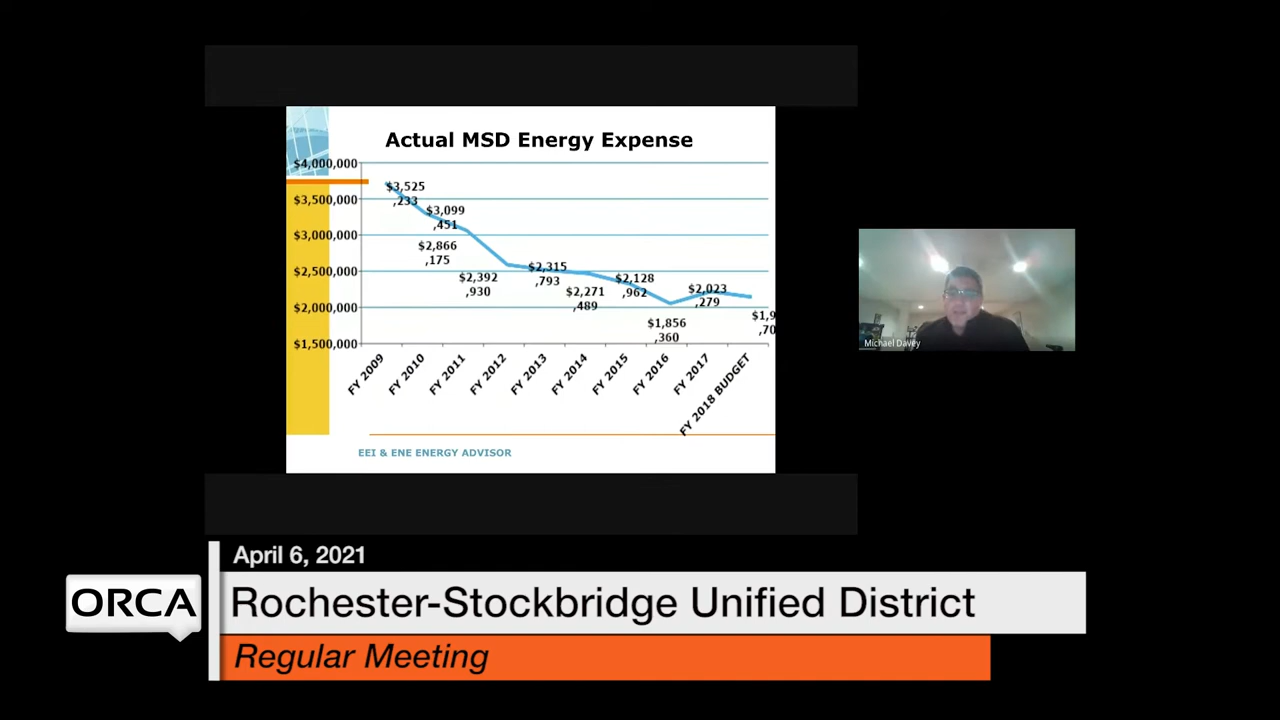 Actual MSD Energy Expense
$4,000,000
$3,500,000
$3,000,000
$2,500,000
$2,000,000
$1,500,000
$3,525
,233
$3,099
,451
$2,866
,175
$2,392
,930
$2,315
,793
$2,271
,489
$2,128
,962
$1,856
,360
$2,023
,279
$1,9
,70
FY 2009
FY 2010
FY 2011
FY 2012
FY 2013
FY 2014
FY 2015
FY 2016
FY 2017
FY 2018 BUDGET
EEI & ENE ENERGY ADVISOR
Michael Davey
April 6, 2021
ORCA
Rochester-Stockbridge Unified District
Regular Meeting